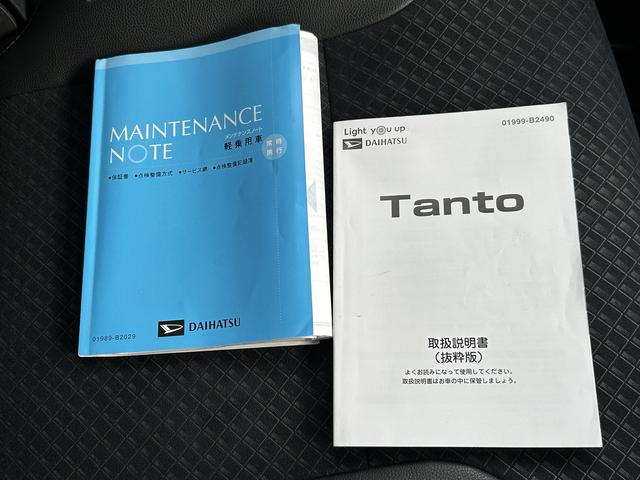 MAINTENANCE
NOTE
メンテナンスノート
軽乗用車
常時
携行
•保証書 •点検整備方式 •サービス網 •点検整備記録簿
01989-B2029
DAIHATSU
01999-B2490
Light you up
DAIHATSU
Tanto
取扱説明書
（抜粋版）
よくお読みになって使用してください。
取扱説明書はお車の中に保管しましょう。